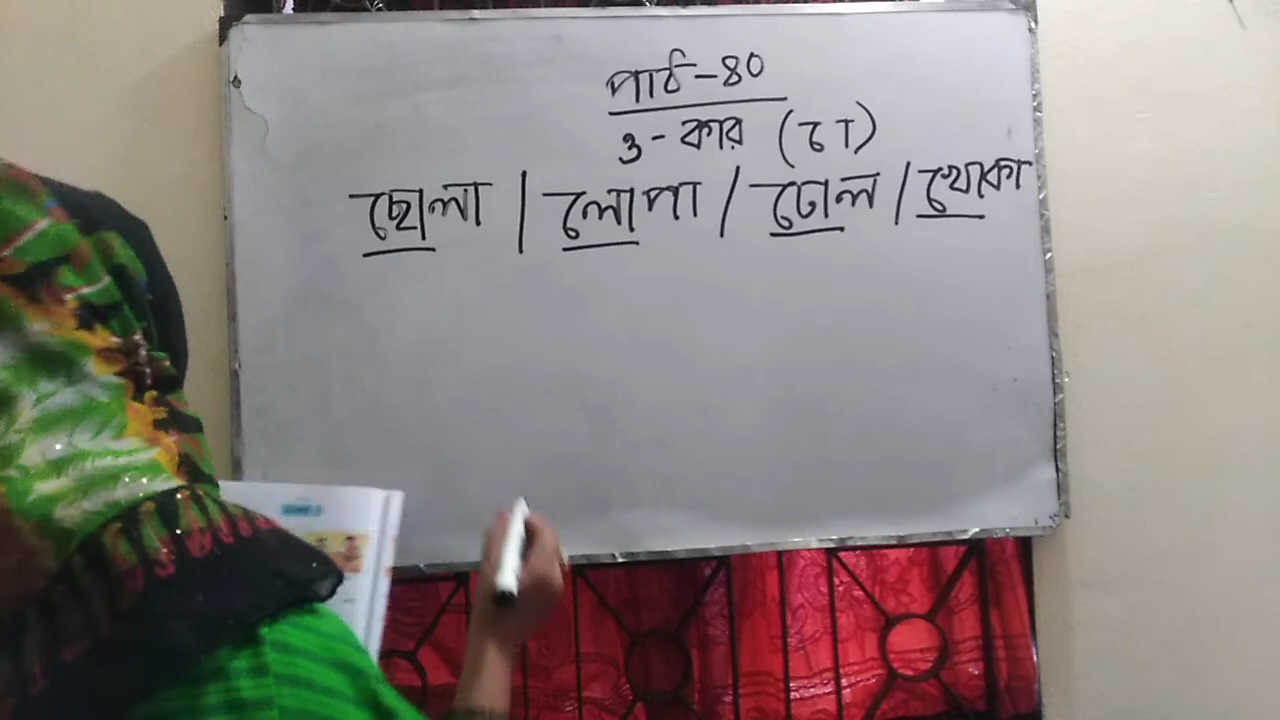 পাঠ-৪০
ও-কার (ো)
ছোলা | লোপা / ঢোল / খোকা